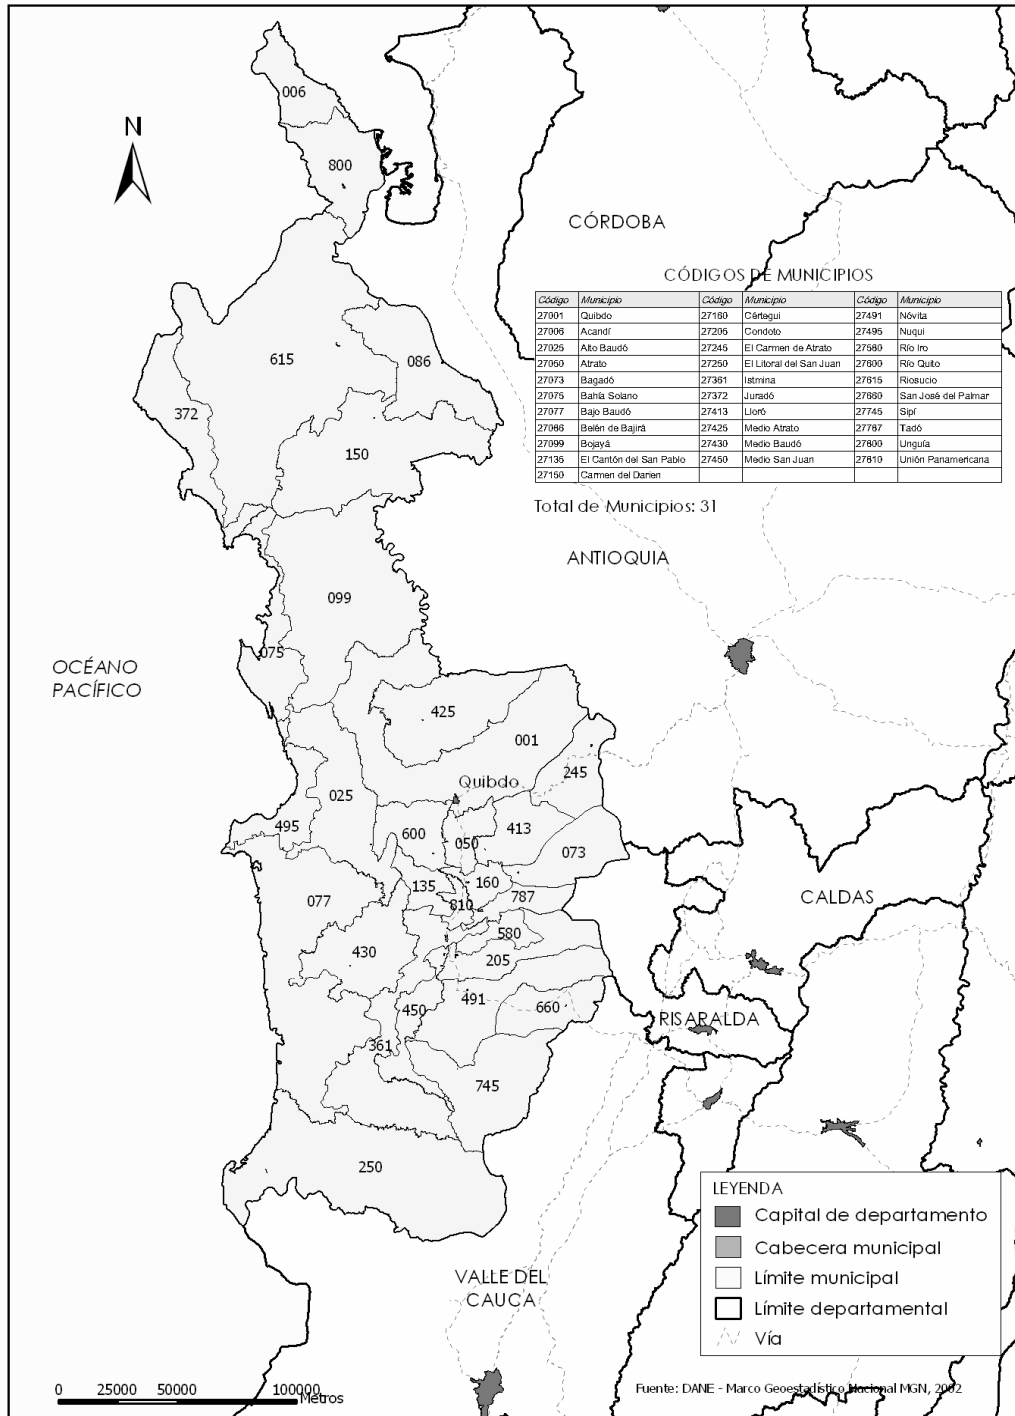 N
006
800
CÓRDOBA
CÓDIGOS DE MUNICIPIOS
Código Municipio Código Municipio Código Municipio
27001 Quibdo 27160 Cértegui 27491 Nóvita
27006 Acandí 27205 Condoto 27495 Nuqui
27025 Alto Baudó 27245 El Carmen de Atrato 27580 Río Iro
27050 Atrato 27250 El Litoral del San Juan 27600 Río Quito
27073 Bagadó 27361 Istmina 27615 Riosucio
27075 Bahía Solano 27372 Juradó 27660 San José del Palmar
27077 Bajo Baudó 27413 Lloró 27745 Sipí
27086 Belén de Bajirá 27425 Medio Atrato 27787 Tadó
27099 Bojayá 27430 Medio Baudó 27800 Unguía
27135 El Cantón del San Pablo 27450 Medio San Juan 27810 Unión Panamericana
27150 Carmen del Darien
Total de Municipios: 31
615
086
372
150
ANTIOQUIA
099
075
OCÉANO
PACÍFICO
425
001
245
Quibdo
025
495
600
050
413
073
135
160
787
810
077
CALDAS
580
430
205
491
450
660
RISARALDA
361
745
250
VALLE DEL
CAUCA
LEYENDA
Capital de departamento
Cabecera municipal
Límite municipal
Límite departamental
Vía
0 25000 50000 100000 Metros
Fuente: DANE - Marco Geoestadístico Nacional MGN, 2002